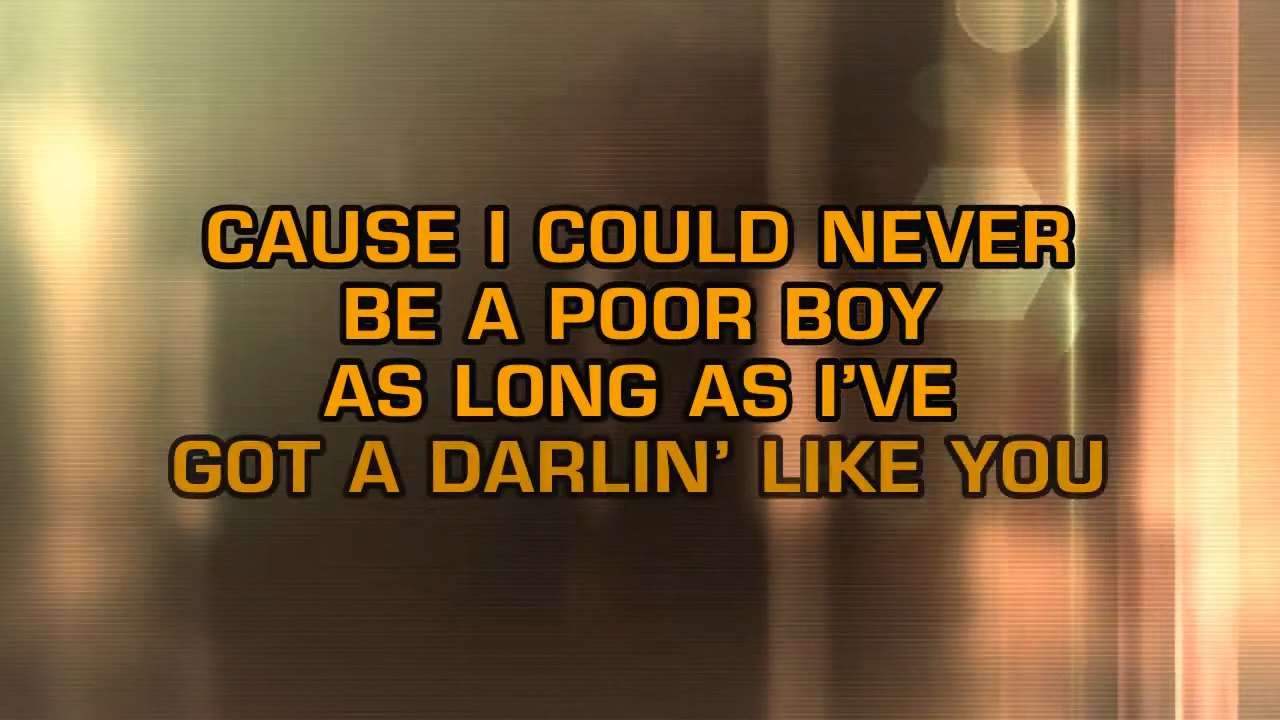 CAUSE I COULD NEVER
BE A POOR BOY
AS LONG AS I’VE
GOT A DARLIN’ LIKE YOU